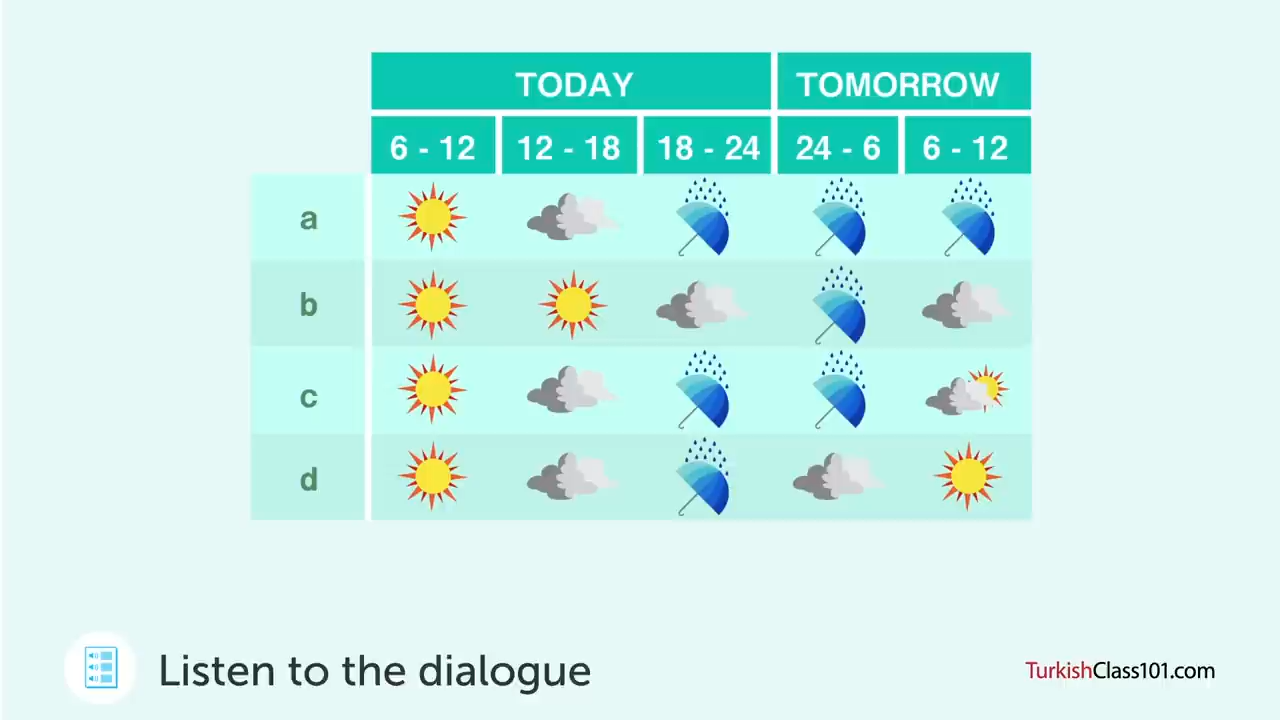 TODAY TOMORROW
6 - 12 12 - 18 18 - 24 24 - 6 6 - 12
a
b
c
d
Listen to the dialogue
TurkishClass101.com